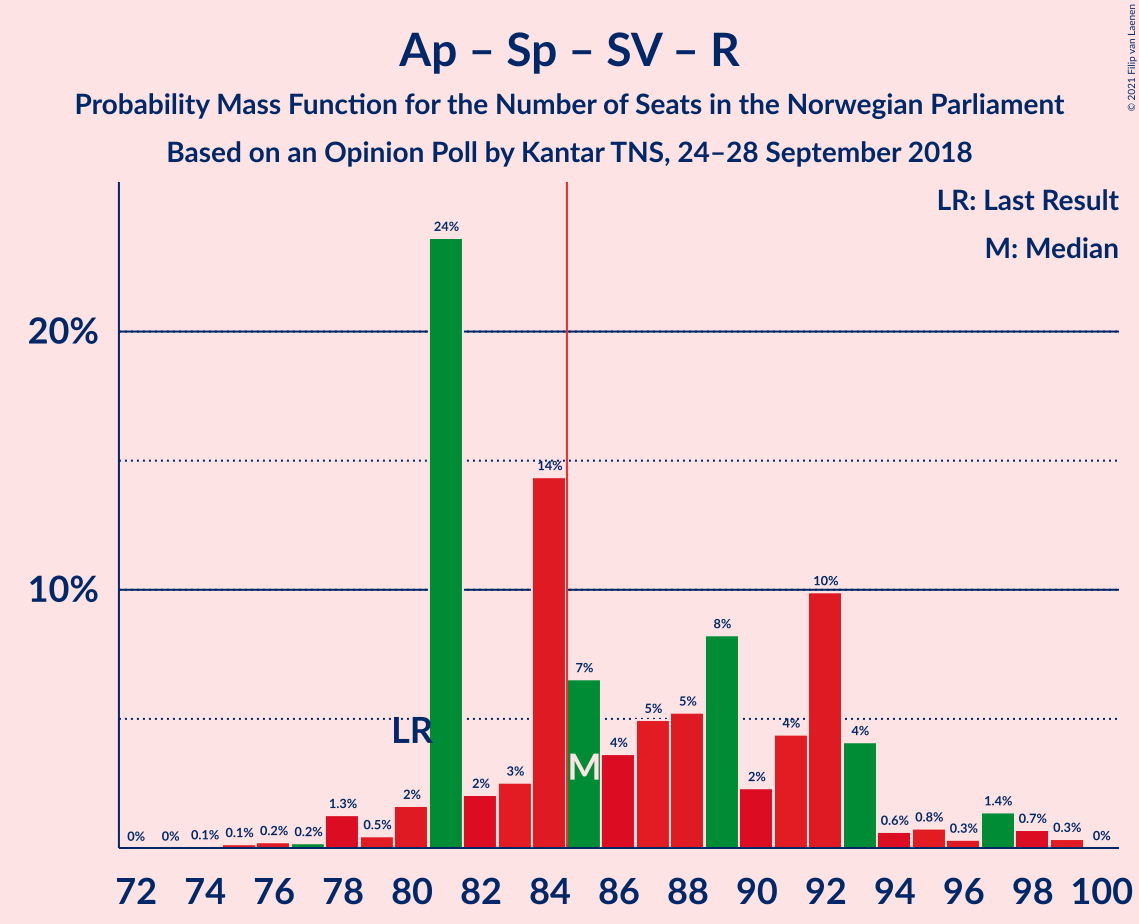 Ap – Sp – SV – R
Probability Mass Function for the Number of Seats in the Norwegian Parliament
Based on an Opinion Poll by Kantar TNS, 24–28 September 2018
© 2021 Filip van Laenen
LR: Last Result
M: Median
20%
10%
0% 0% 0.1% 0.1% 0.2% 0.2% 1.3% 0.5% 2% 24% 2% 3% 14% 7% 4% 5% 5% 8% 2% 4% 10% 4% 0.6% 0.8% 0.3% 1.4% 0.7% 0.3% 0%
LR
M
72 74 76 78 80 82 84 86 88 90 92 94 96 98 100